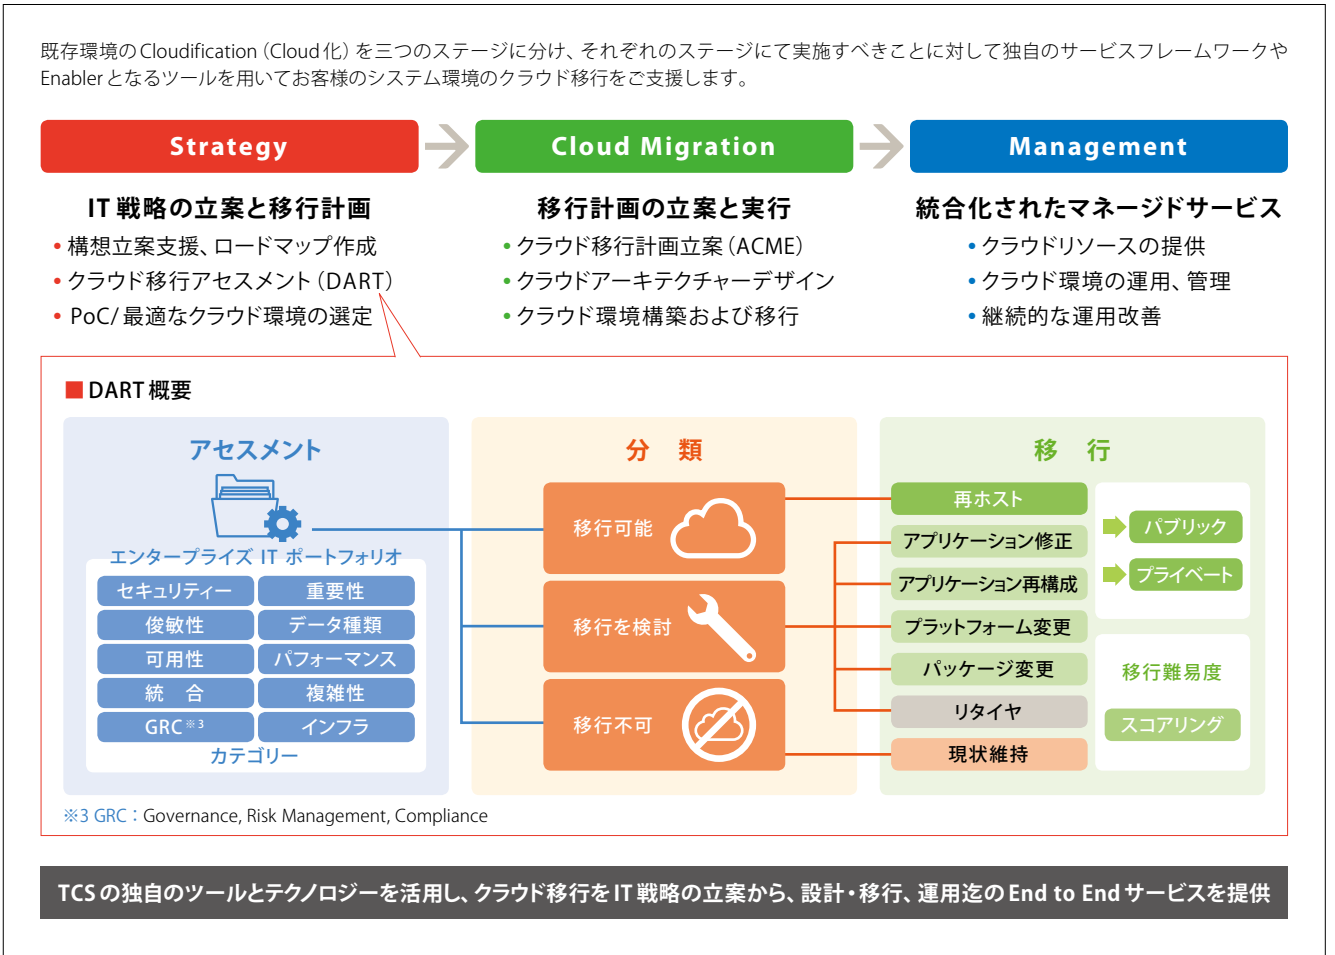 既存環境のCloudification（Cloud化）を三つのステージに分け、それぞれのステージにて実施すべきことに対して独自のサービスフレームワークや
Enablerとなるツールを用いてお客様のシステム環境のクラウド移行をご支援します。
Strategy
Cloud Migration
Management
IT戦略の立案と移行計画
• 構想立案支援、ロードマップ作成
• クラウド移行アセスメント（DART）
• PoC/最適なクラウド環境の選定
移行計画の立案と実行
• クラウド移行計画立案（ACME）
• クラウドアーキテクチャーデザイン
• クラウド環境構築および移行
統合化されたマネージドサービス
• クラウドリソースの提供
• クラウド環境の運用、管理
• 継続的な運用改善
■ DART概要
アセスメント
エンタープライズ IT ポートフォリオ
セキュリティー
重要性
俊敏性
データ種類
可用性
パフォーマンス
統　合
複雑性
GRC※3
インフラ
カテゴリー
分　類
移行可能
移行を検討
移行不可
移　行
再ホスト
アプリケーション修正
アプリケーション再構成
プラットフォーム変更
パッケージ変更
リタイヤ
現状維持
パブリック
プライベート
移行難易度
スコアリング
※3 GRC：Governance, Risk Management, Compliance
TCSの独自のツールとテクノロジーを活用し、クラウド移行をIT戦略の立案から、設計・移行、運用迄のEnd to Endサービスを提供